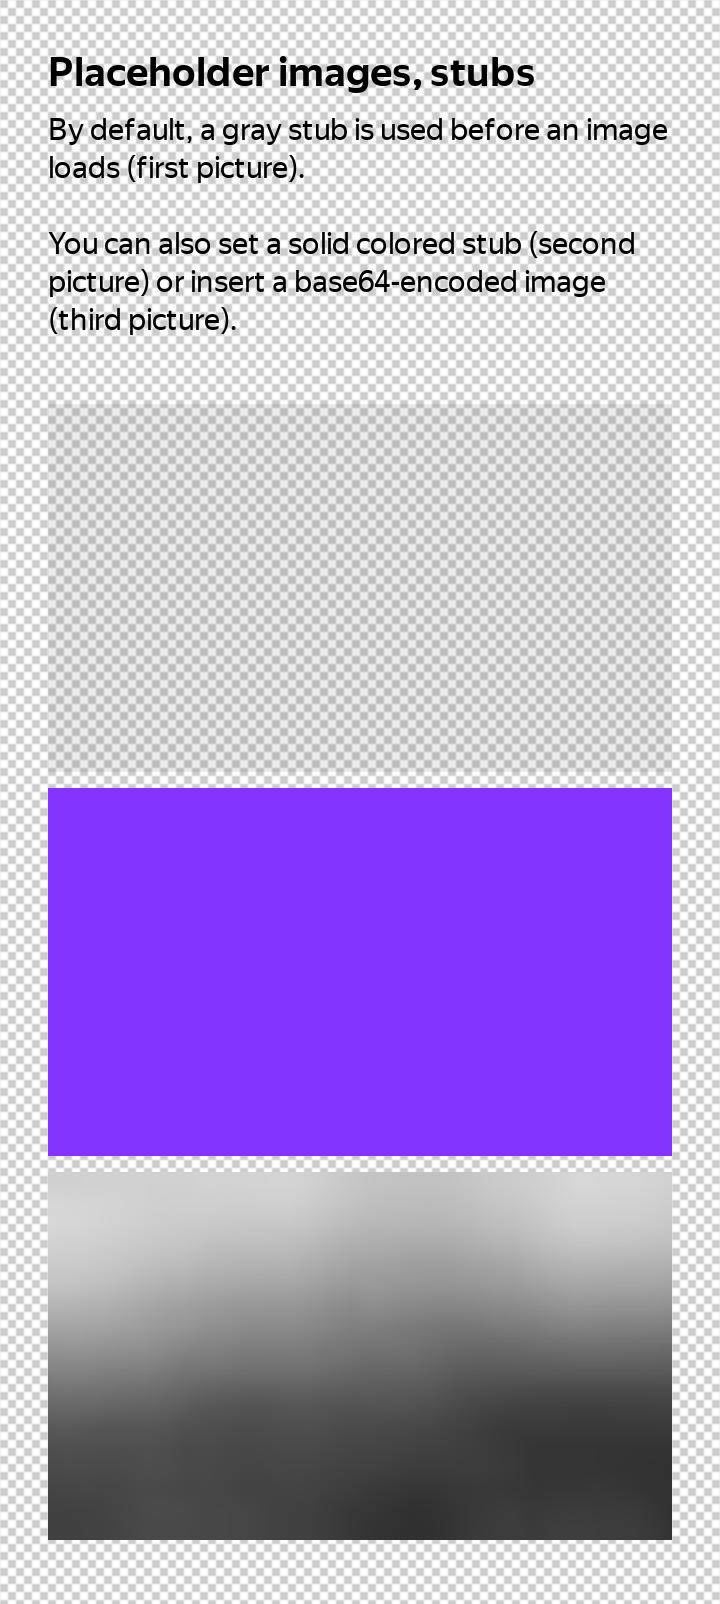 Placeholder images, stubs
By default, a gray stub is used before an image
loads (first picture).
You can also set a solid colored stub (second
picture) or insert a base64-encoded image
(third picture).